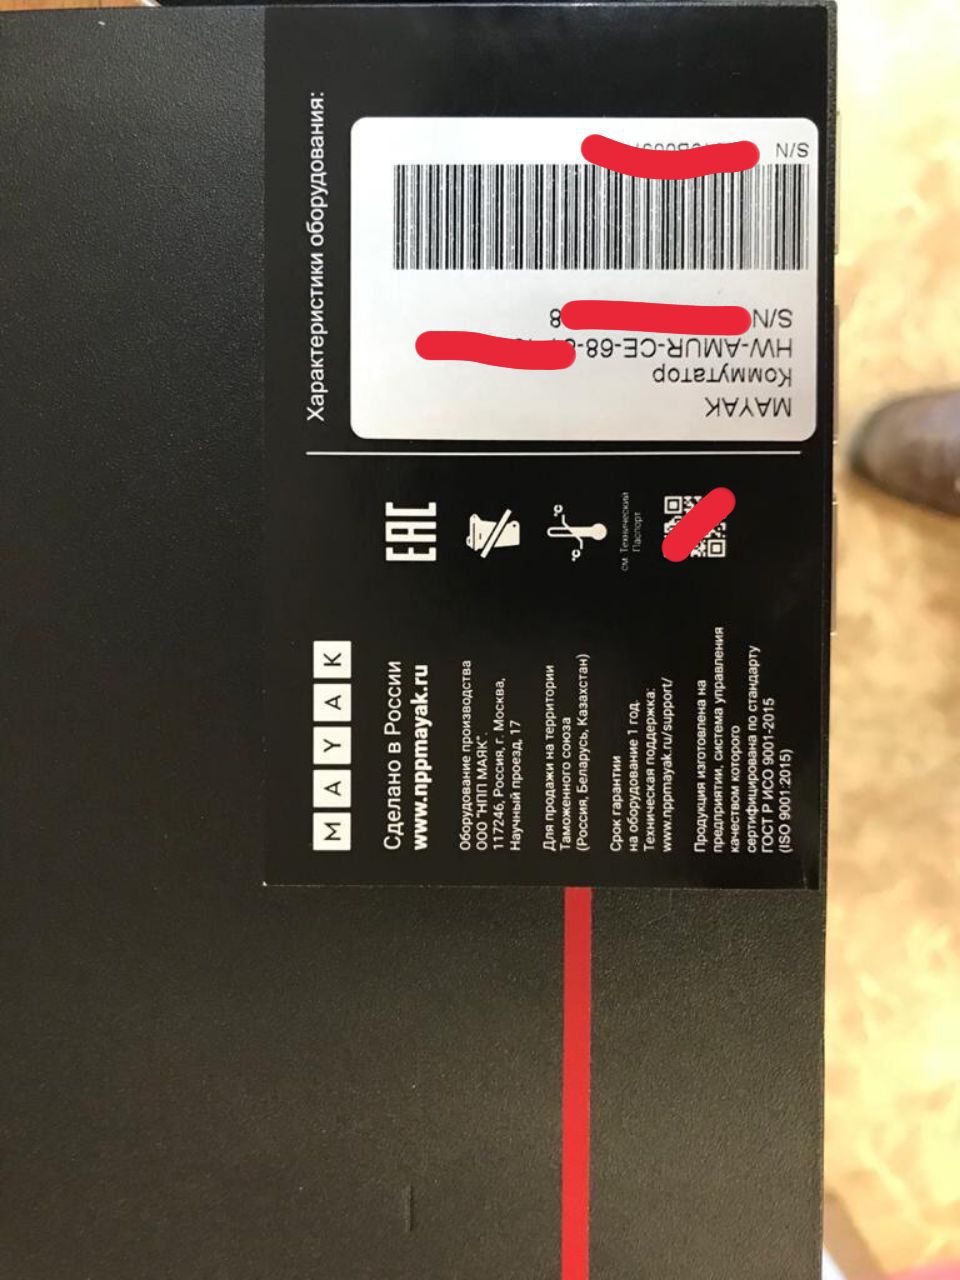 Характеристики оборудования:
S/N
S/N 8
HW-AMUR-CE-68-
Коммутатор
MAYAK
EAC
°C
°C
см. Технический
Паспорт
MAYAK
Сделано в России
www.nppmayak.ru
Оборудование производства
ООО "НПП МАЯК".
117246, Россия, г. Москва,
Научный проезд, 17
Для продажи на территории
Таможенного союза
(Россия, Беларусь, Казахстан)
Срок гарантии
на оборудование 1 год.
Техническая поддержка:
www.nppmayak.ru/support/
Продукция изготовлена на
предприятии, система управления
качеством которого
сертифицирована по стандарту
ГОСТ Р ИСО 9001-2015
(ISO 9001:2015)